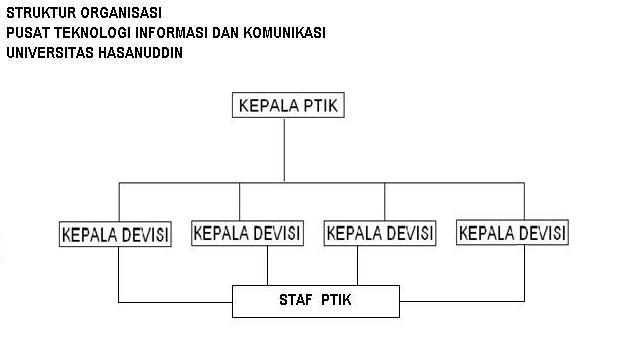 STRUKTUR ORGANISASI
PUSAT TEKNOLOGI INFORMASI DAN KOMUNIKASI
UNIVERSITAS HASANUDDIN
KEPALA PTIK
KEPALA DEVISI
KEPALA DEVISI
KEPALA DEVISI
KEPALA DEVISI
STAF PTIK